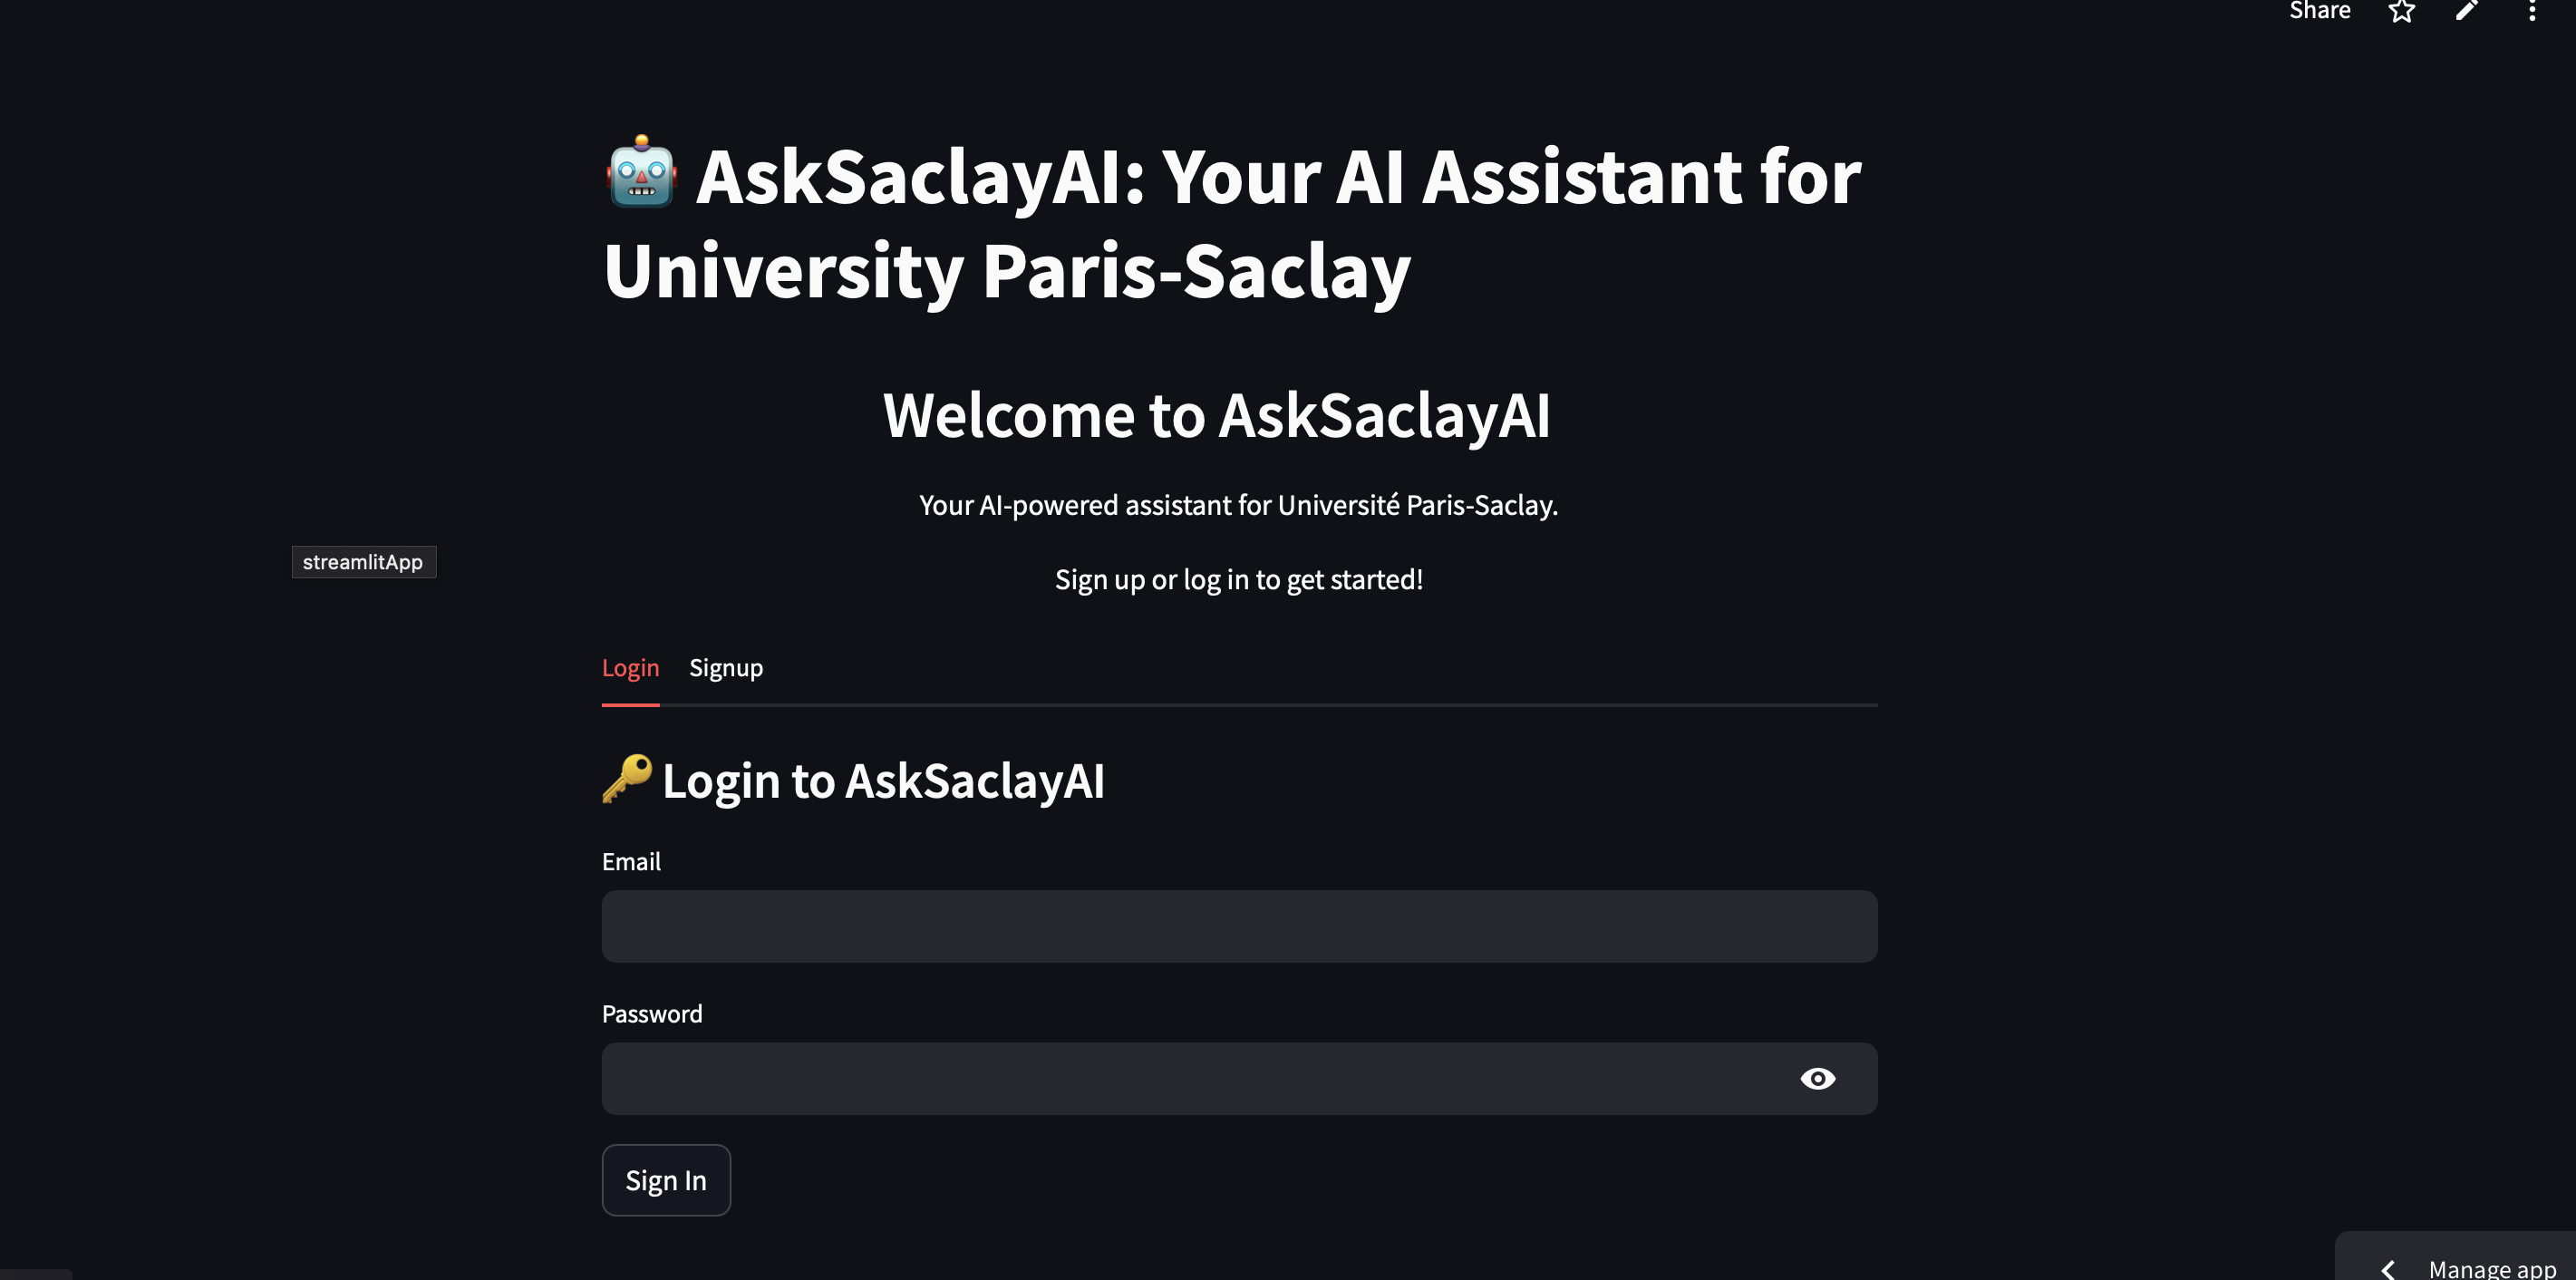 Share
AskSaclayAI: Your AI Assistant for
University Paris-Saclay
Welcome to AskSaclayAI
Your AI-powered assistant for Université Paris-Saclay.
streamlitApp
Sign up or log in to get started!
Login Signup
Login to AskSaclayAI
Email
Password
Sign In
Manage app